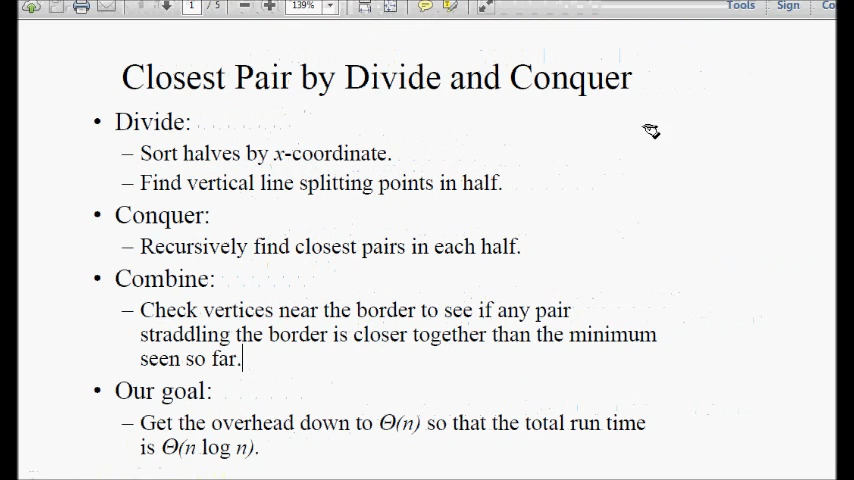 1 / 5 139% Tools Sign Co
Closest Pair by Divide and Conquer
• Divide:
– Sort halves by x-coordinate.
– Find vertical line splitting points in half.
• Conquer:
– Recursively find closest pairs in each half.
• Combine:
– Check vertices near the border to see if any pair
straddling the border is closer together than the minimum
seen so far.
• Our goal:
– Get the overhead down to Θ(n) so that the total run time
is Θ(n log n).